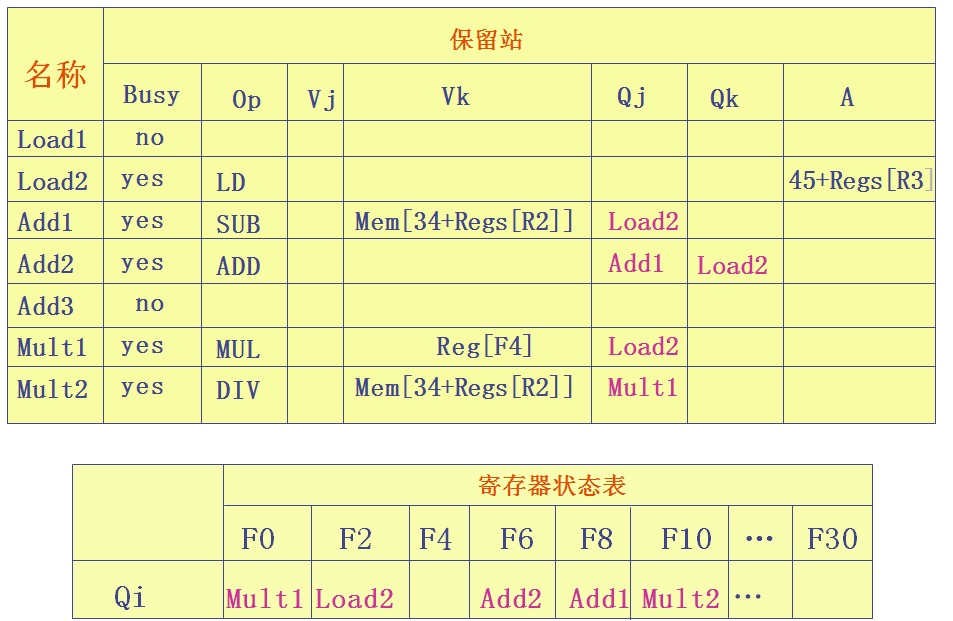 名称 保留站
Busy Op Vj Vk Qj Qk A
Load1 no
Load2 yes LD 45+Regs[R3]
Add1 yes SUB Mem[34+Regs[R2]] Load2
Add2 yes ADD Add1 Load2
Add3 no
Mult1 yes MUL Reg[F4] Load2
Mult2 yes DIV Mem[34+Regs[R2]] Mult1
寄存器状态表
F0 F2 F4 F6 F8 F10 … F30
Qi Mult1 Load2 Add2 Add1 Mult2 …